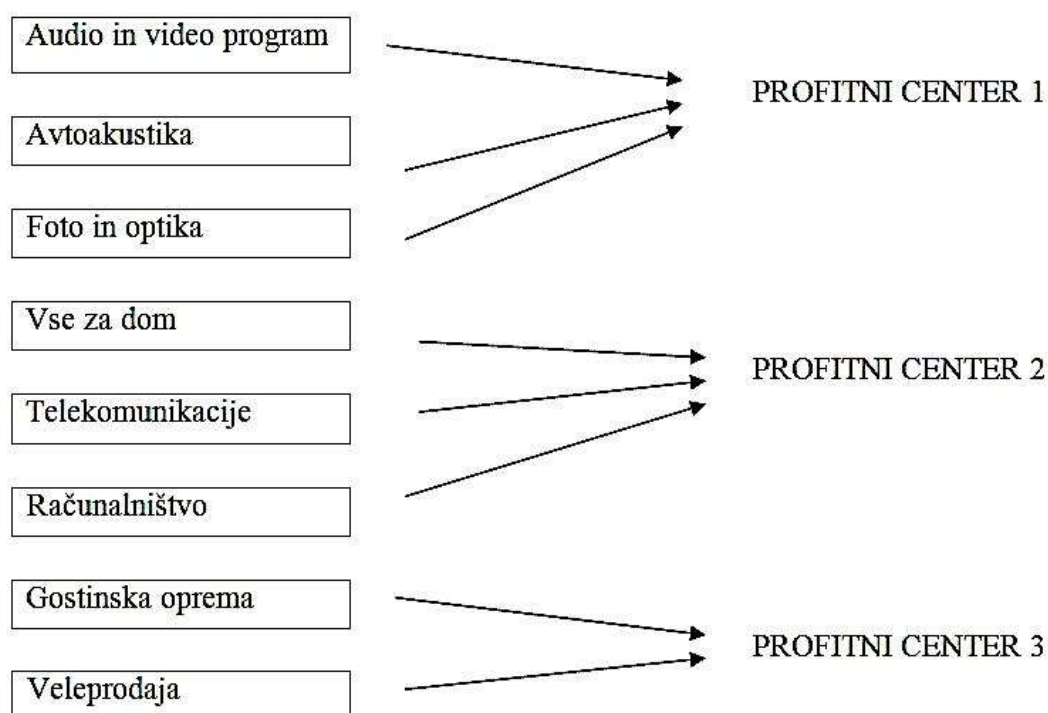 Audio in video program
PROFITNI CENTER 1
Avtoakustika
Foto in optika
Vse za dom
PROFITNI CENTER 2
Telekomunikacije
Računalništvo
Gostinska oprema
PROFITNI CENTER 3
Veleprodaja